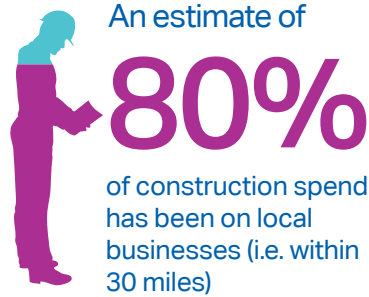 An estimate of
80%
of construction spend
has been on local
businesses (i.e. within
30 miles)